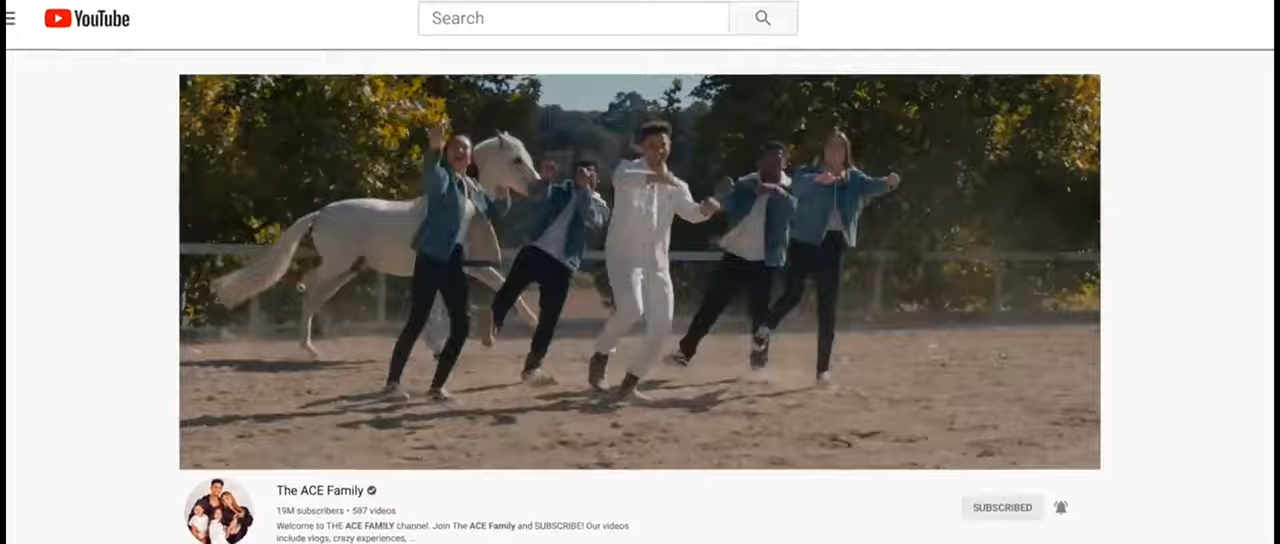 YouTube
Search
The ACE Family
19M subscribers • 587 videos
Welcome to THE ACE FAMILY channel. Join The ACE Family and SUBSCRIBE! Our videos
include vlogs, crazy experiences, ...
SUBSCRIBED